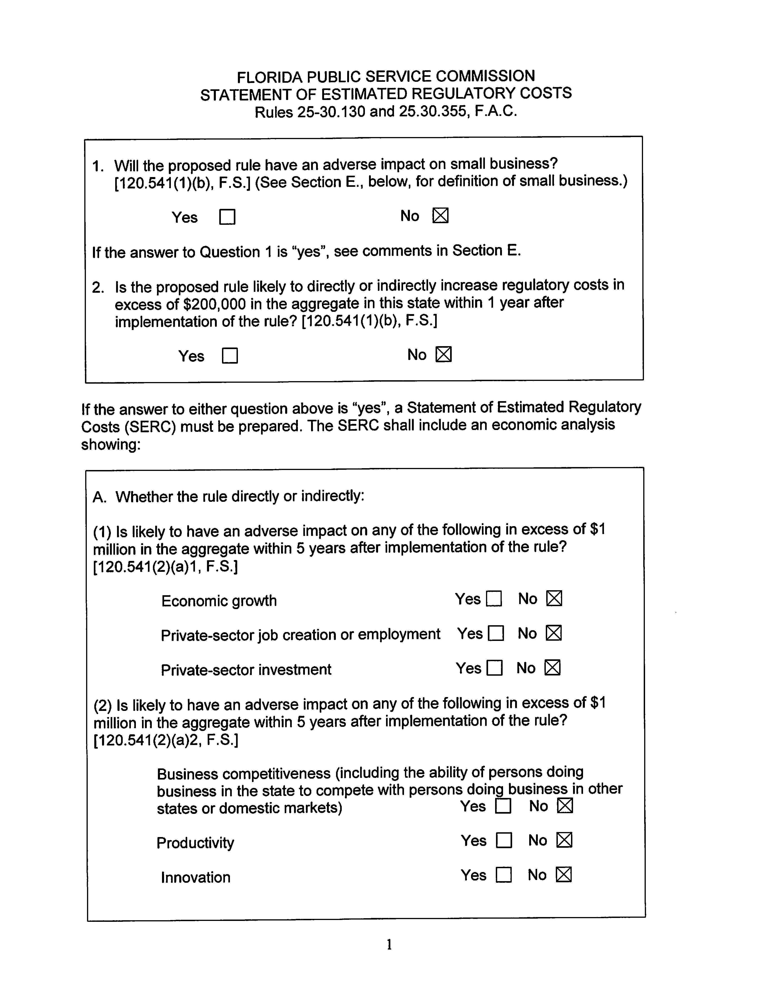 FLORIDA PUBLIC SERVICE COMMISSION
STATEMENT OF ESTIMATED REGULATORY COSTS
Rules 25-30.130 and 25.30.355, F.A.C.
1. Will the proposed rule have an adverse impact on small business?
[120.541(1)(b), F.S.] (See Section E., below, for definition of small business.)
Yes ☐ No ☒
If the answer to Question 1 is “yes”, see comments in Section E.
2. Is the proposed rule likely to directly or indirectly increase regulatory costs in
excess of $200,000 in the aggregate in this state within 1 year after
implementation of the rule? [120.541(1)(b), F.S.]
Yes ☐ No ☒
If the answer to either question above is “yes”, a Statement of Estimated Regulatory
Costs (SERC) must be prepared. The SERC shall include an economic analysis
showing:
A. Whether the rule directly or indirectly:
(1) Is likely to have an adverse impact on any of the following in excess of $1
million in the aggregate within 5 years after implementation of the rule?
[120.541(2)(a)1, F.S.]
Economic growth Yes ☐ No ☒
Private-sector job creation or employment Yes ☐ No ☒
Private-sector investment Yes ☐ No ☒
(2) Is likely to have an adverse impact on any of the following in excess of $1
million in the aggregate within 5 years after implementation of the rule?
[120.541(2)(a)2, F.S.]
Business competitiveness (including the ability of persons doing
business in the state to compete with persons doing business in other
states or domestic markets) Yes ☐ No ☒
Productivity Yes ☐ No ☒
Innovation Yes ☐ No ☒
1